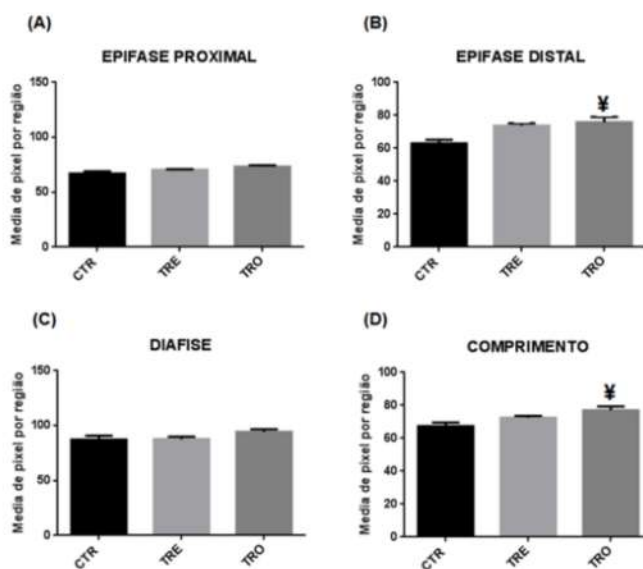 (A)
EPIFASE PROXIMAL
Media de pixel por região
150
100
50
0
CTR
TRE
TRO
(B)
EPIFASE DISTAL
Media de pixel por região
100
80
60
40
20
0
¥
CTR
TRE
TRO
(C)
DIAFISE
Media de pixel por região
150
100
50
0
CTR
TRE
TRO
(D)
COMPRIMENTO
Media de pixel por região
100
80
60
40
20
0
¥
CTR
TRE
TRO